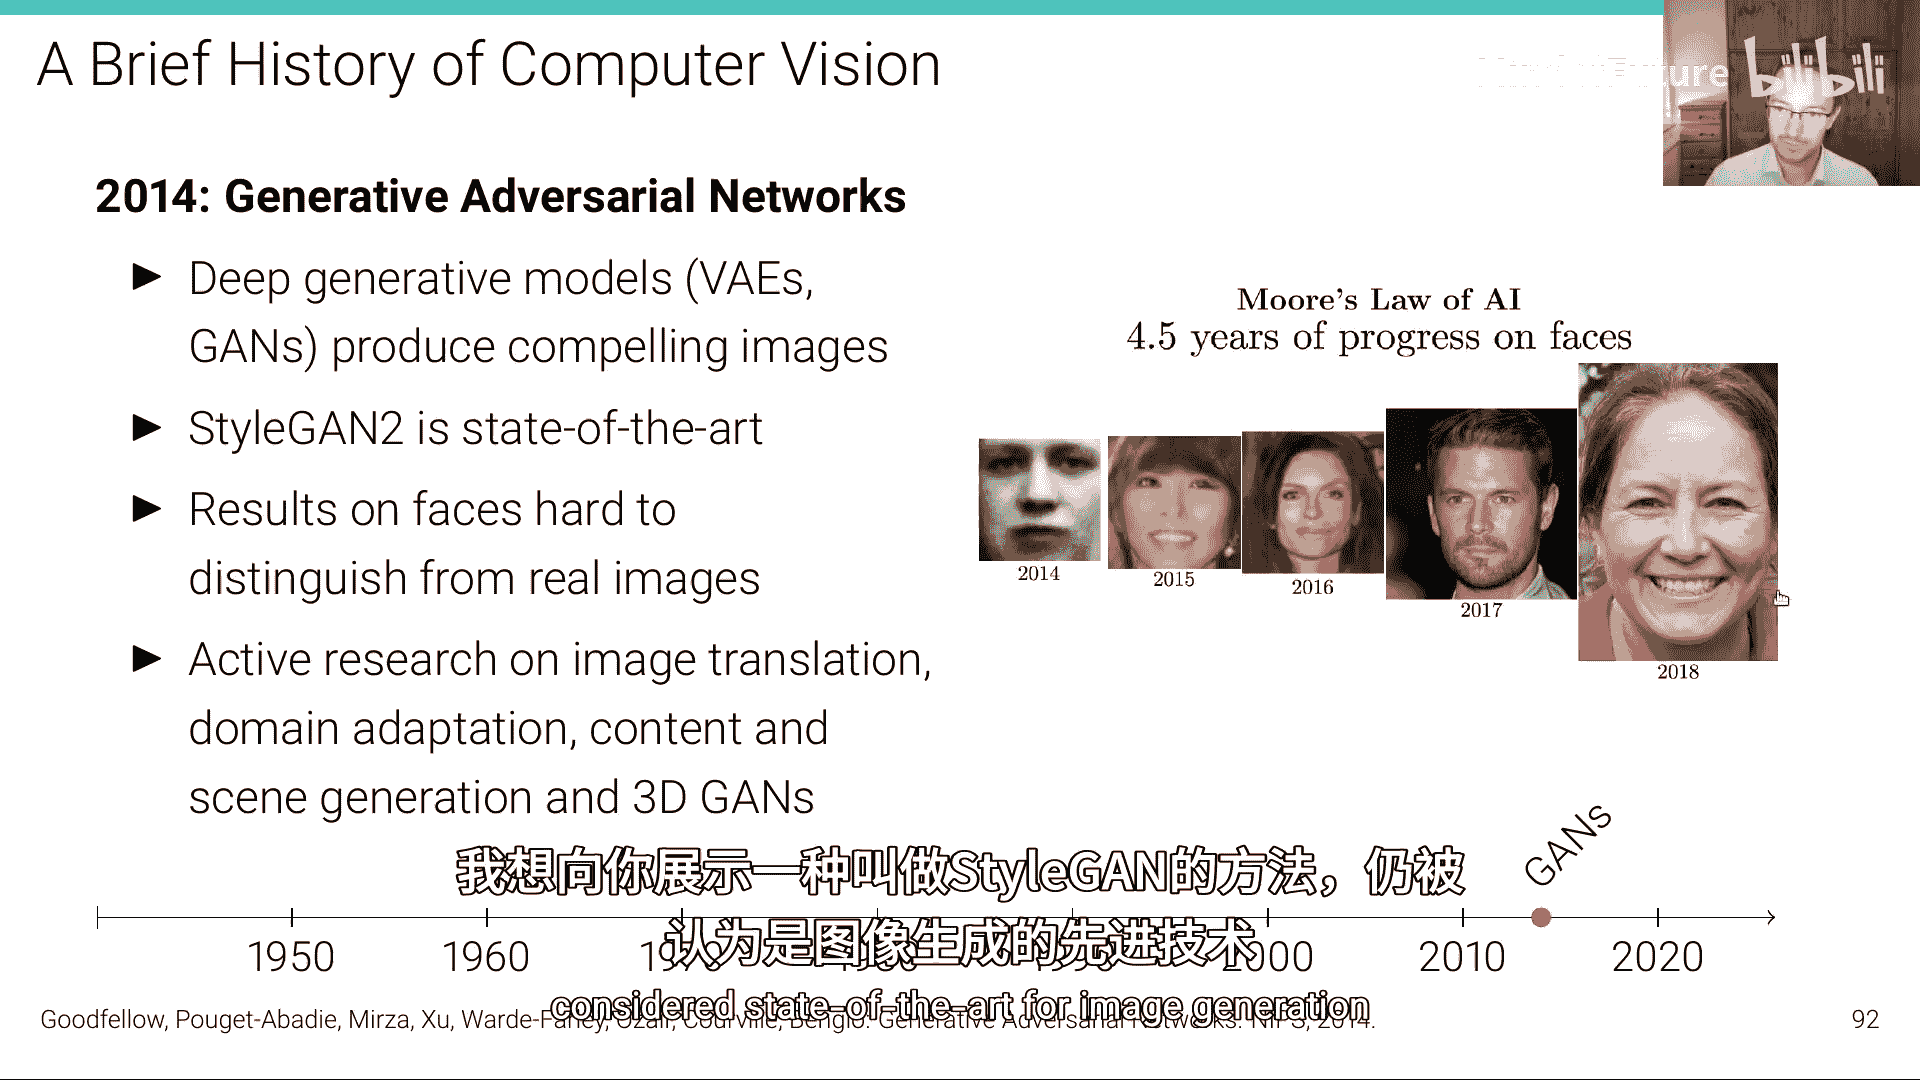 A Brief History of Computer Vision
ure bilibili
2014: Generative Adversarial Networks
Deep generative models (VAEs,
GANs) produce compelling images
StyleGAN2 is state-of-the-art
Results on faces hard to
distinguish from real images
Active research on image translation,
domain adaptation, content and
scene generation and 3D GANs
Moore's Law of AI
4.5 years of progress on faces
2014
2015
2016
2017
2018
GANs
我想向你展示一种叫做StyleGAN的方法，仍被
认为是图像生成的先进技术
1950 1960 1970 2000 2010 2020
considered state-of-the-art for image generation
Goodfellow, Pouget-Abadie, Mirza, Xu, Warde-Farley, Ozair, Courville, Bengio: Generative Adversarial Networks. NIPS, 2014.
92